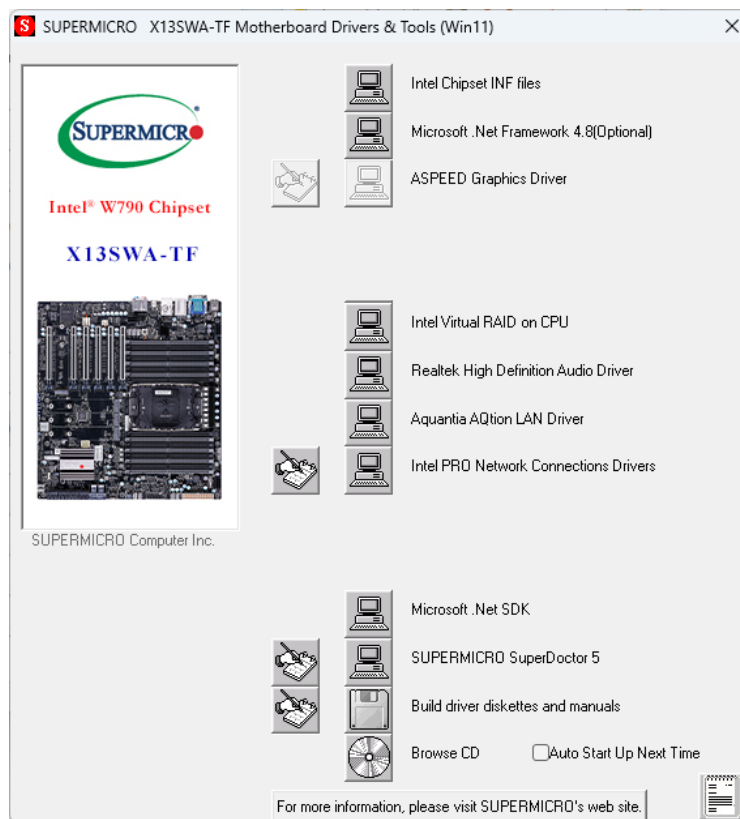 SUPERMICRO X13SWA-TF Motherboard Drivers & Tools (Win11)
SUPERMICRO
Intel® W790 Chipset
X13SWA-TF
SUPERMICRO Computer Inc.
Intel Chipset INF files
Microsoft .Net Framework 4.8(Optional)
ASPEED Graphics Driver
Intel Virtual RAID on CPU
Realtek High Definition Audio Driver
Aquantia AQtion LAN Driver
Intel PRO Network Connections Drivers
Microsoft .Net SDK
SUPERMICRO SuperDoctor 5
Build driver diskettes and manuals
Browse CD
Auto Start Up Next Time
For more information, please visit SUPERMICRO's web site.